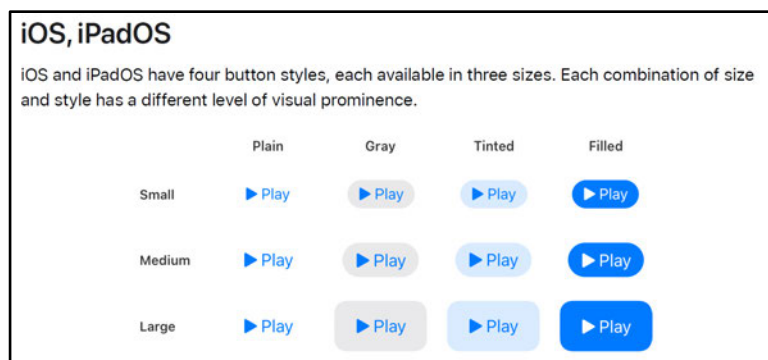 iOS, iPadOS
iOS and iPadOS have four button styles, each available in three sizes. Each combination of size
and style has a different level of visual prominence.
Plain Gray Tinted Filled
Small Play Play Play Play
Medium Play Play Play Play
Large Play Play Play Play